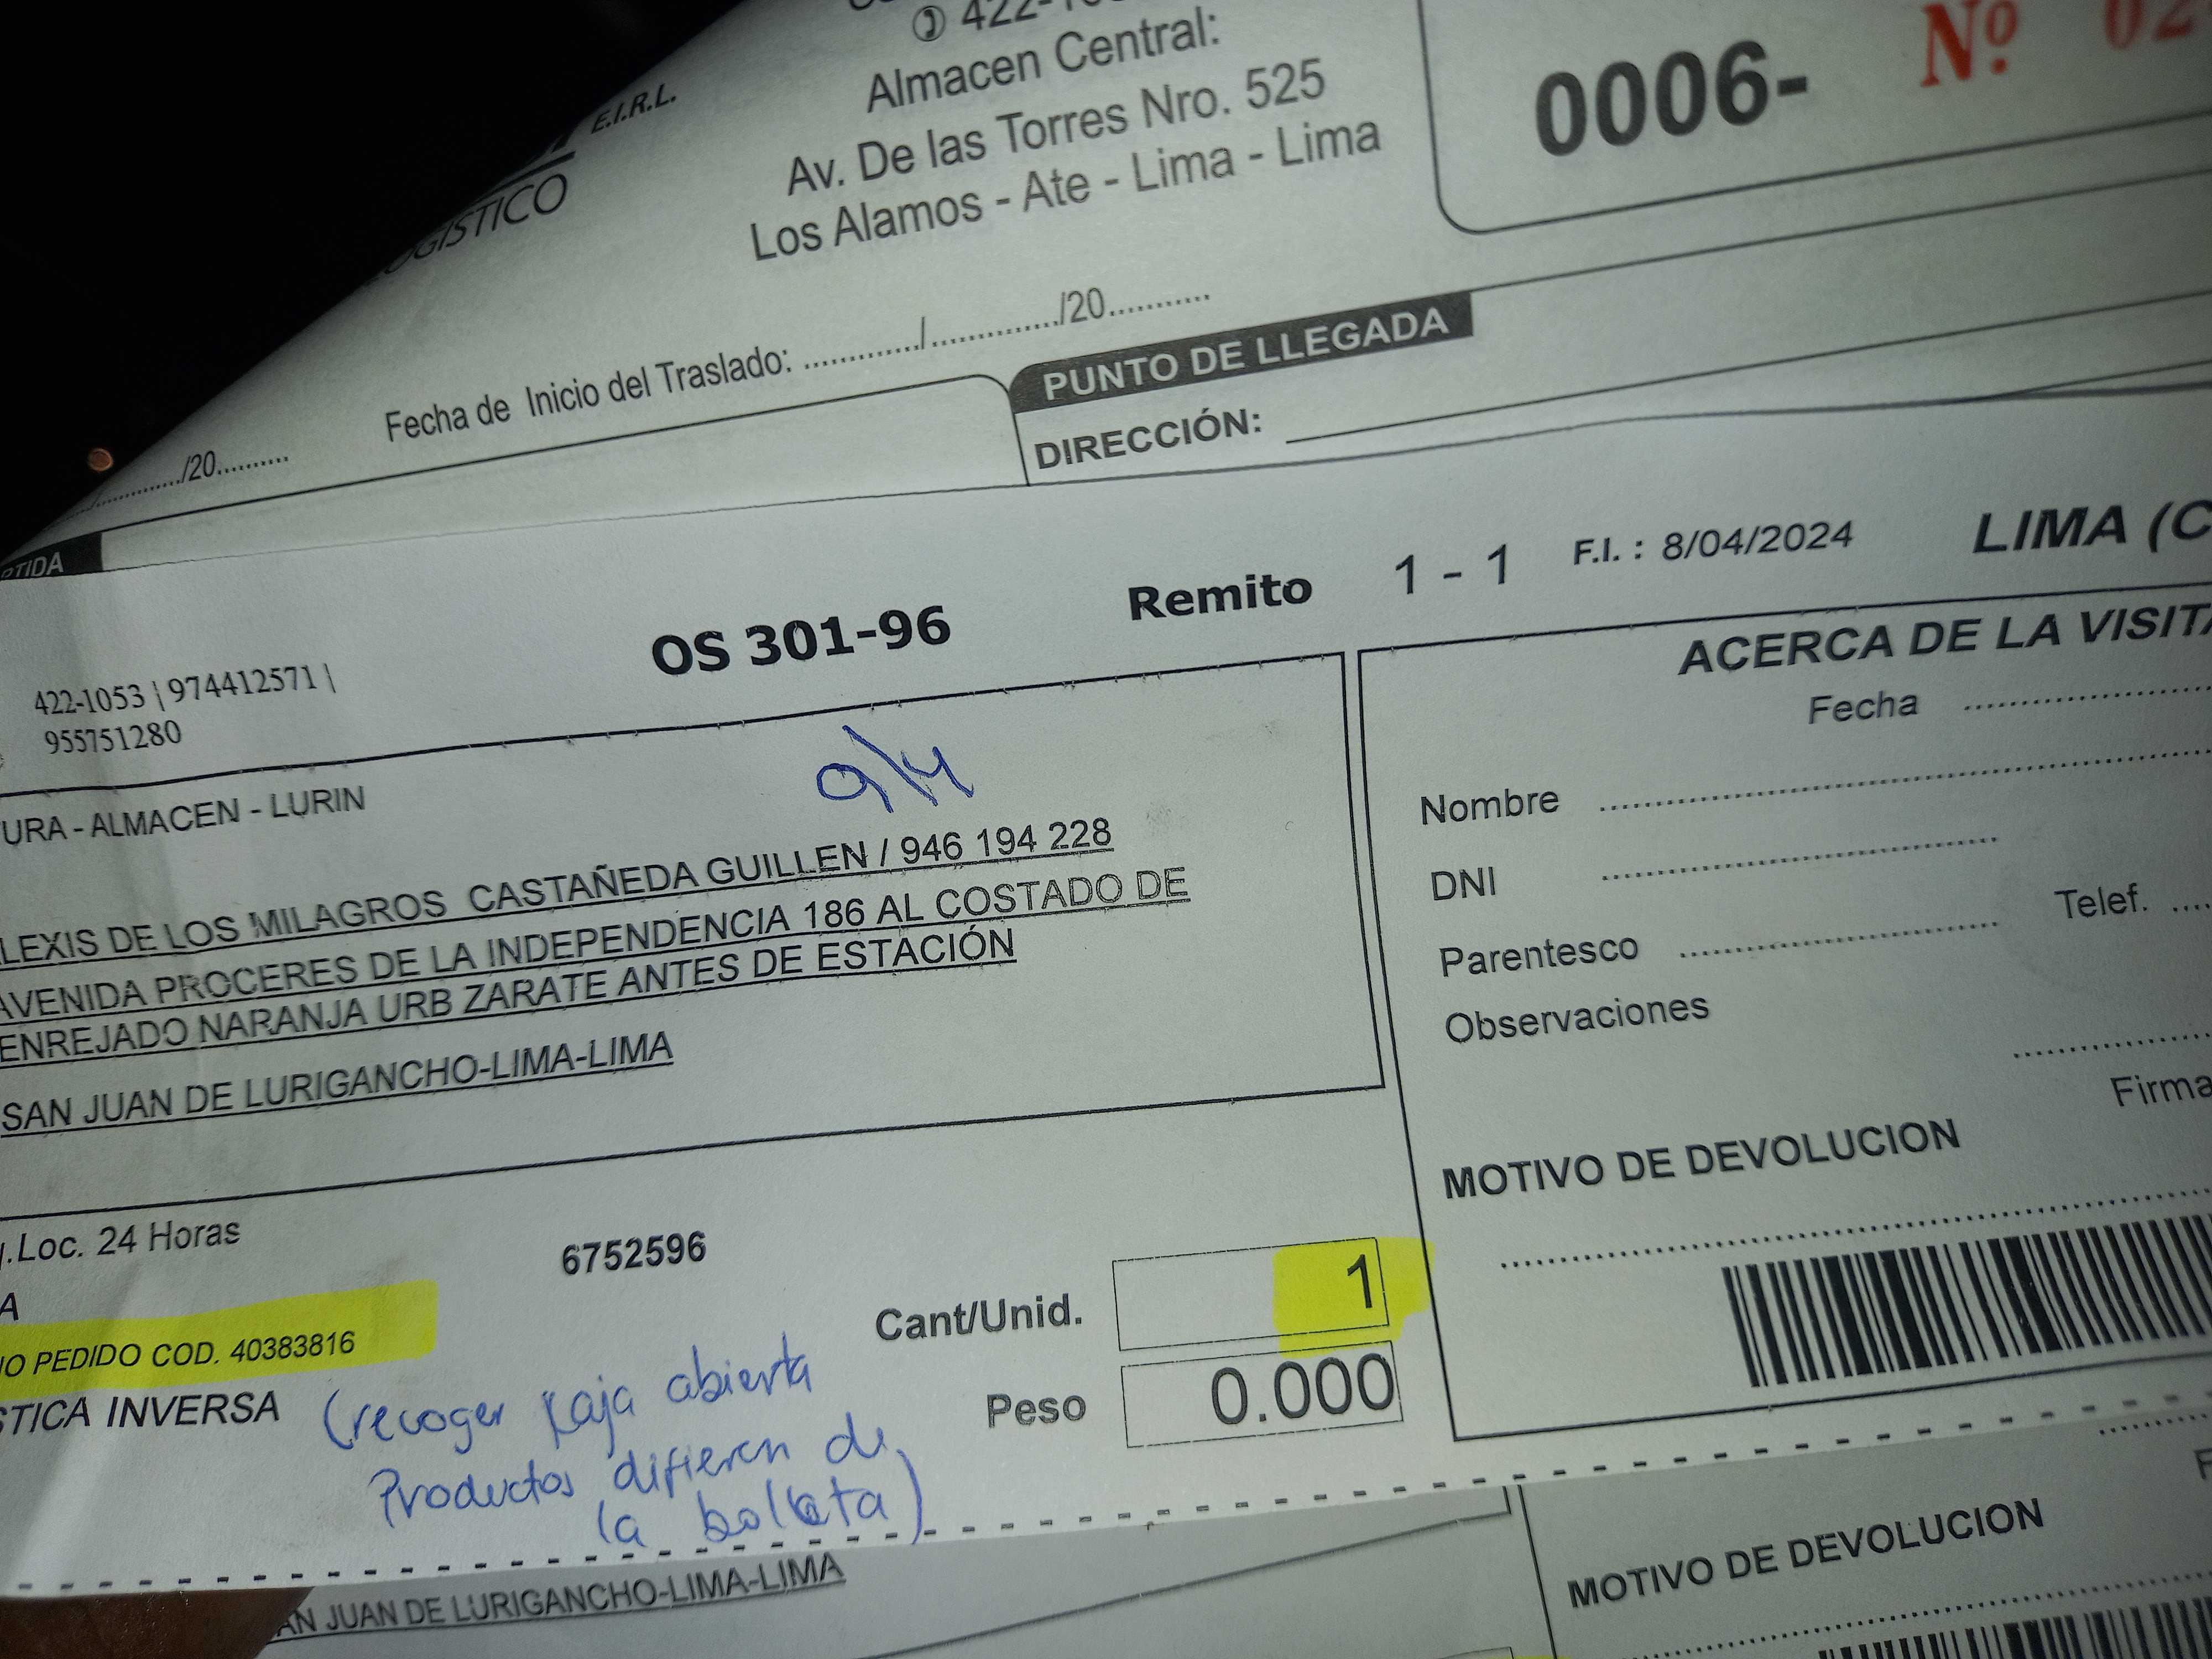 422-
Almacen Central:
Av. De las Torres Nro. 525
Los Alamos - Ate - Lima - Lima
E.I.R.L.
0006- Nº.
Fecha de Inicio del Traslado: ............./............../20...........
/............../20..........
PUNTO DE LLEGADA
DIRECCIÓN:
OS 301-96 Remito 1 - 1 F.I. : 8/04/2024 LIMA (C
422-1053 | 974412571 |
955751280
9/4
URA - ALMACEN - LURIN
LEXIS DE LOS MILAGROS CASTAÑEDA GUILLEN / 946 194 228
AVENIDA PROCERES DE LA INDEPENDENCIA 186 AL COSTADO DE
ENREJADO NARANJA URB ZARATE ANTES DE ESTACIÓN
SAN JUAN DE LURIGANCHO-LIMA-LIMA
ACERCA DE LA VISITA
Fecha
Nombre
DNI
Telef.
Parentesco
Observaciones
Firma
MOTIVO DE DEVOLUCION
.Loc. 24 Horas
6752596
A
Cant/Unid. 1
O PEDIDO COD. 40383816
Peso 0.000
STICA INVERSA
(recoger kaja abierta
Productos difieren de
la boleta)
AN JUAN DE LURIGANCHO-LIMA-LIMA
MOTIVO DE DEVOLUCION